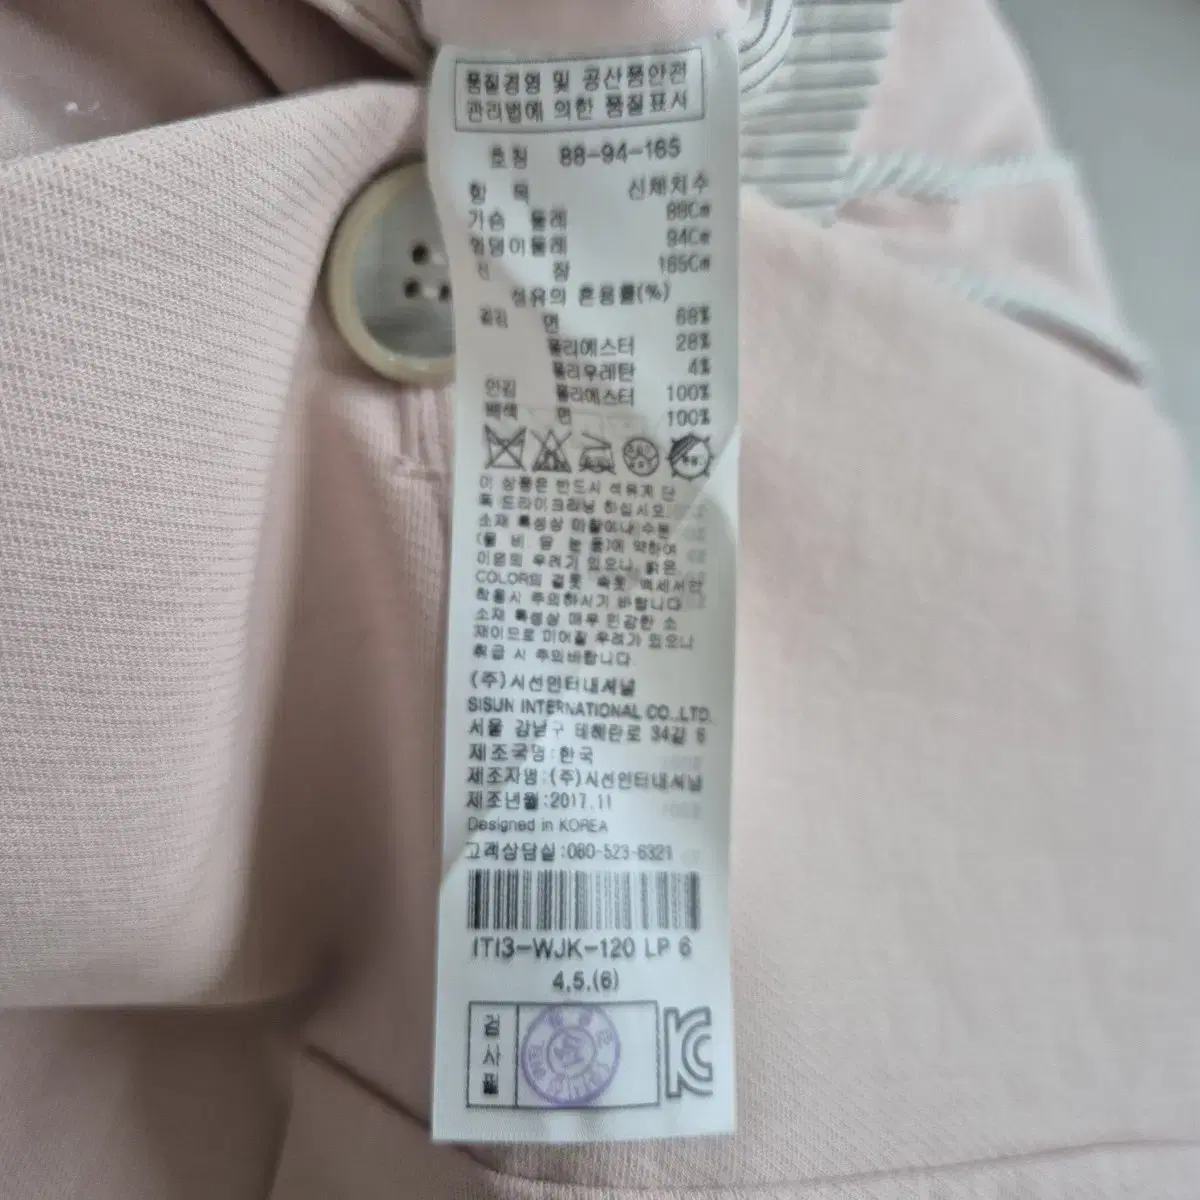 품질경영 및 공산품안전
관리법에 의한 품질표시
호칭 88-94-165
항 목 신체치수
가슴 둘레 88Cm
엉덩이둘레 94Cm
신 장 165Cm
섬유의 혼용률(%)
겉감 면 68%
폴리에스터 28%
폴리우레탄 4%
안감 폴리에스터 100%
배색 면 100%
이 상품은 반드시 석유계 단
독 드라이크리닝 하십시오.
소재 특성상 마찰이나 수분
(물, 비, 땀, 눈 등)에 약하여
이염의 우려가 있으니, 밝은
COLOR의 겉옷, 속옷, 액세서리
착용시 주의하시기 바랍니다.
소재 특성상 매우 민감한 소
재이므로 미어질 우려가 있으니
취급 시 주의바랍니다.
(주)시선인터내셔널
SISUN INTERNATIONAL CO.,LTD.
서울 강남구 테헤란로 34길 6
제조국명:한국
제조자명:(주)시선인터내셔널
제조년월:2017.11
Designed in KOREA
고객상담실:080-523-6321
ITI3-WJK-120 LP 6
4,5,(6)
검사필
KC